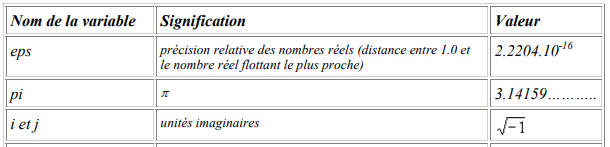 Nom de la variable Signification Valeur
eps précision relative des nombres réels (distance entre 1.0 et le nombre réel flottant le plus proche) 2.2204.10⁻¹⁶
pi π 3.14159………..
i et j unités imaginaires √-1